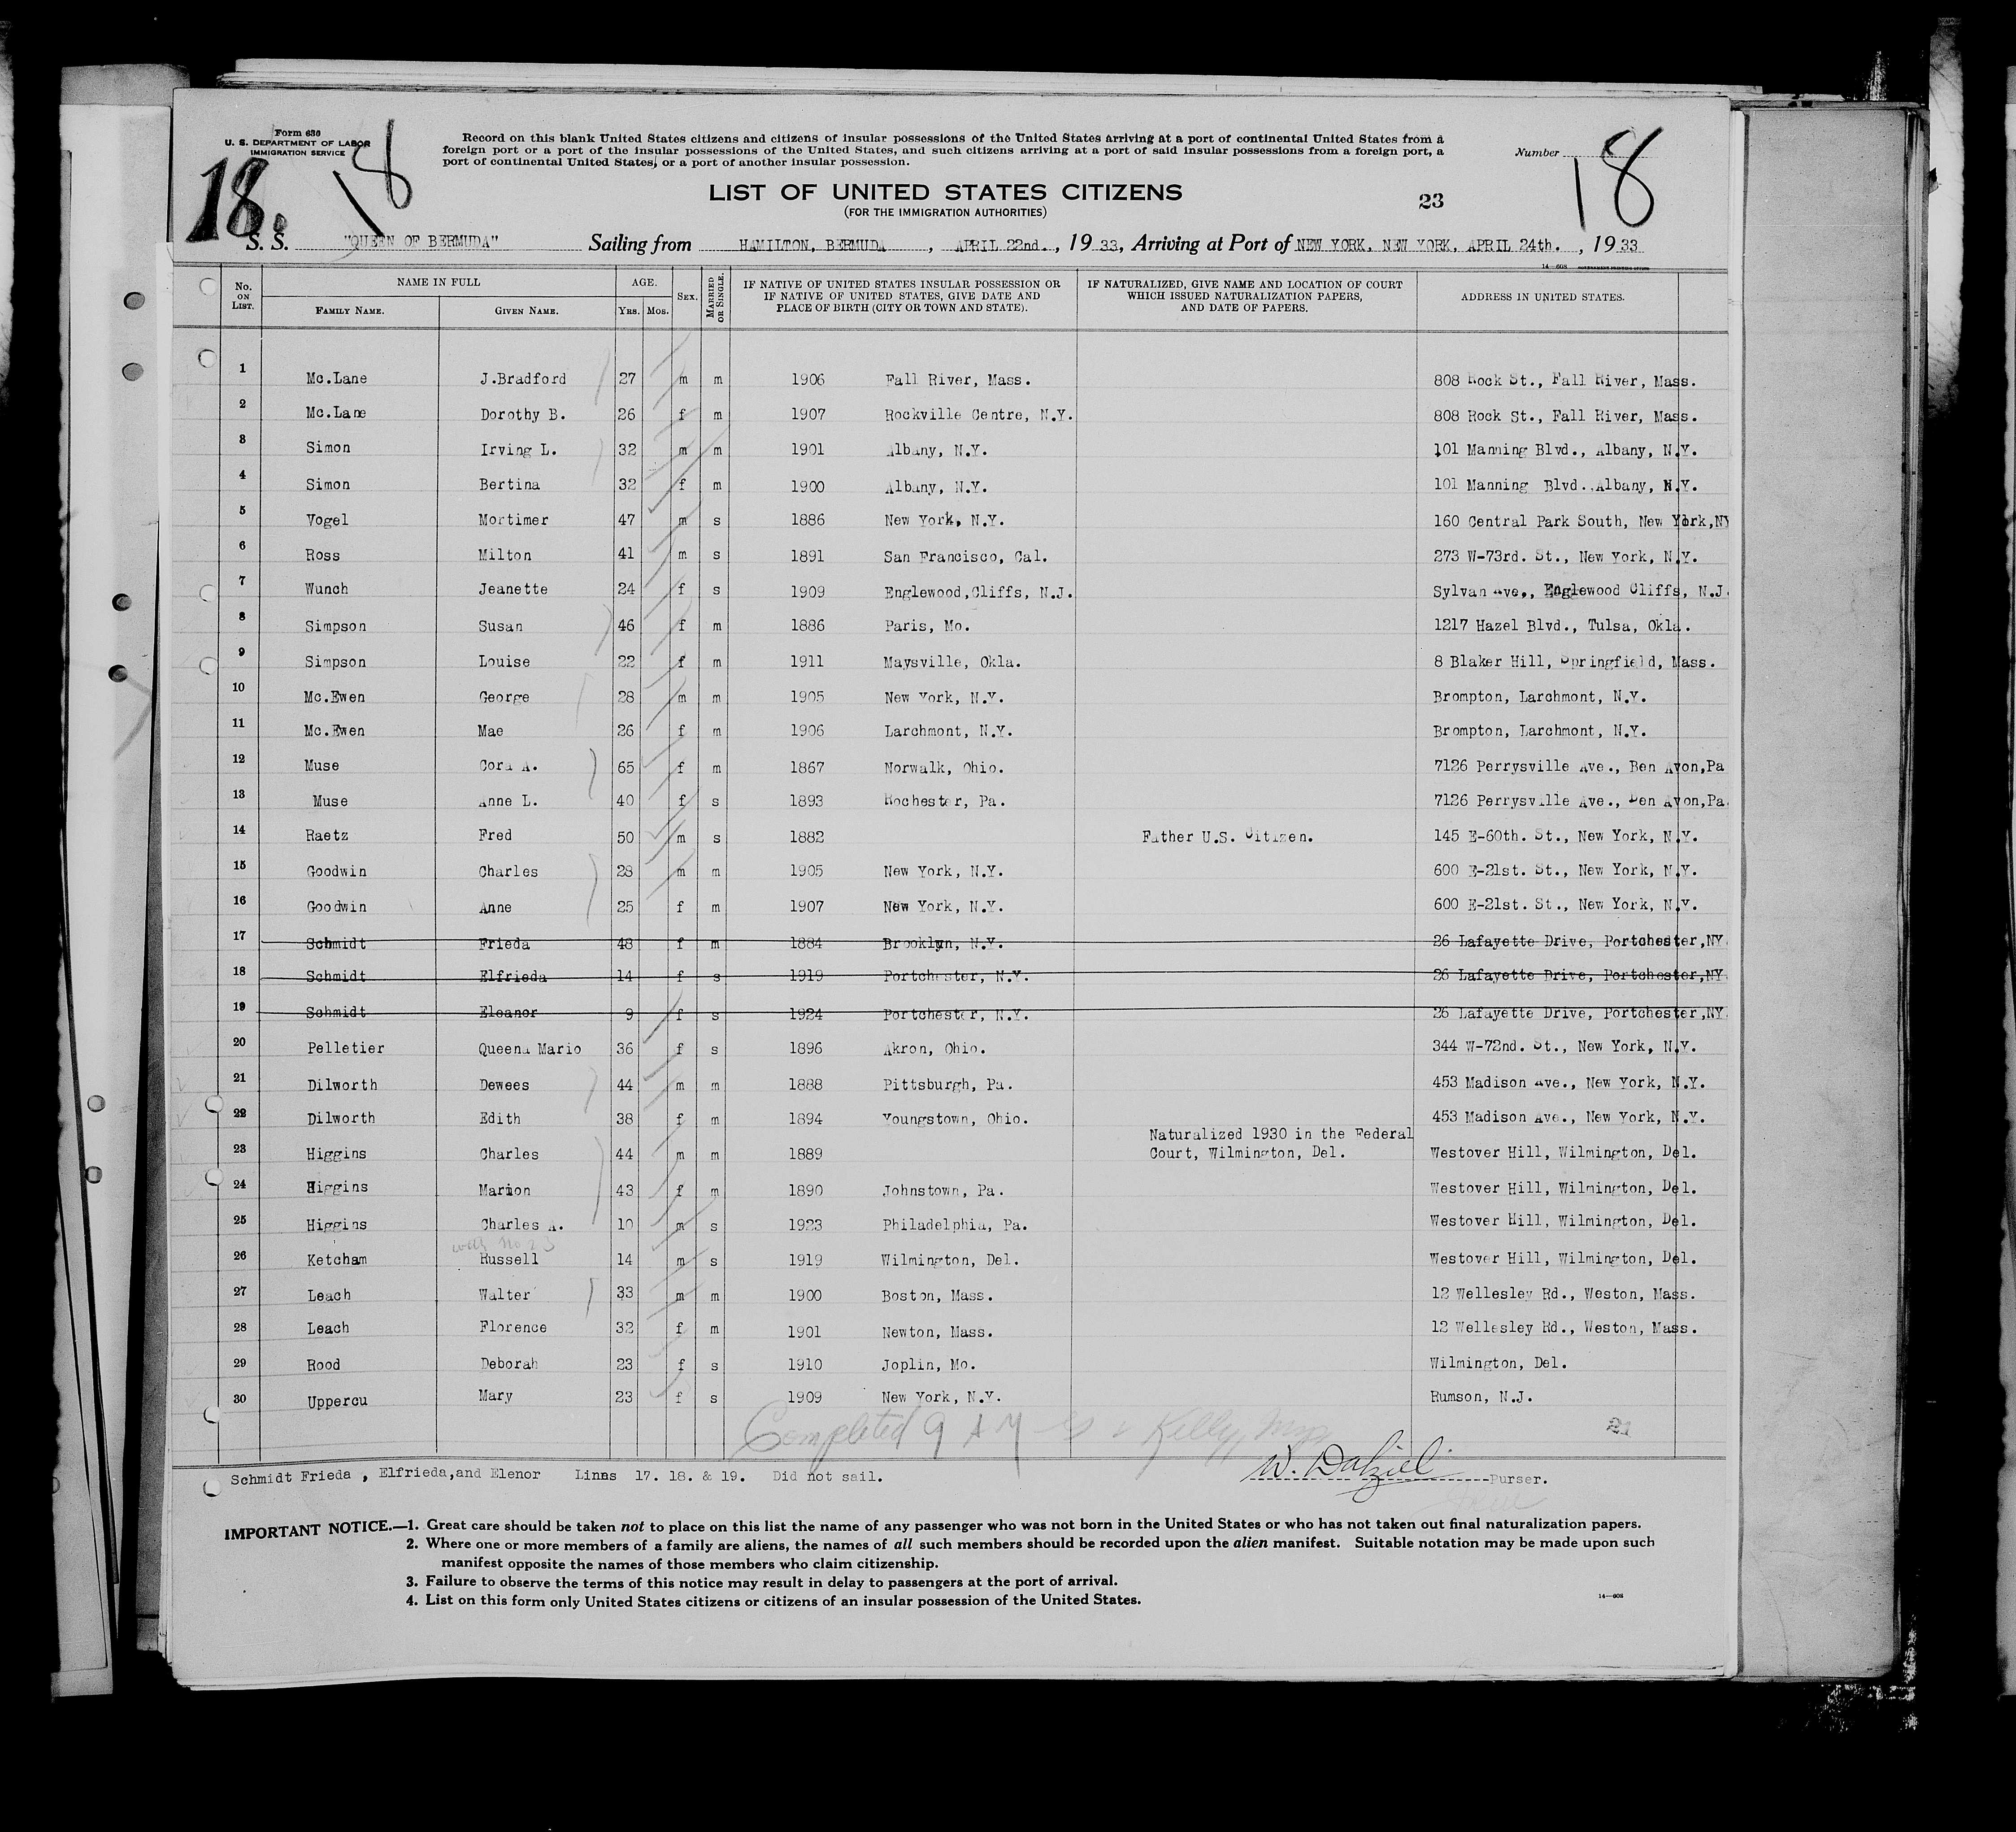 Form 630
U. S. DEPARTMENT OF LABOR
IMMIGRATION SERVICE
Record on this blank United States citizens and citizens of insular possessions of the United States arriving at a port of continental United States from a
foreign port or a port of the insular possessions of the United States, and such citizens arriving at a port of said insular possessions from a foreign port, a
port of continental United States, or a port of another insular possession.
Number
18.
18
18
LIST OF UNITED STATES CITIZENS
(FOR THE IMMIGRATION AUTHORITIES)
23
S. S. "QUEEN OF BERMUDA" Sailing from HAMILTON, BERMUDA , APRIL 22nd. , 1933, Arriving at Port of NEW YORK, NEW YORK, APRIL 24th. , 1933
14—608 GOVERNMENT PRINTING OFFICE
No. ON LIST. NAME IN FULL AGE. SEX. MARRIED OR SINGLE. IF NATIVE OF UNITED STATES INSULAR POSSESSION OR IF NATIVE OF UNITED STATES, GIVE DATE AND PLACE OF BIRTH (CITY OR TOWN AND STATE). IF NATURALIZED, GIVE NAME AND LOCATION OF COURT WHICH ISSUED NATURALIZATION PAPERS, AND DATE OF PAPERS. ADDRESS IN UNITED STATES.
FAMILY NAME. GIVEN NAME. YRS. MOS.
1 Mc.Lane J.Bradford 27 m m 1906 Fall River, Mass. 808 Rock St., Fall River, Mass.
2 Mc.Lane Dorothy B. 26 f m 1907 Rockville Centre, N.Y. 808 Rock St., Fall River, Mass.
3 Simon Irving L. 32 m m 1901 Albany, N.Y. 101 Manning Blvd., Albany, N.Y.
4 Simon Bertina 32 f m 1900 Albany, N.Y. 101 Manning Blvd.,Albany, N.Y.
5 Vogel Mortimer 47 m s 1886 New York, N.Y. 160 Central Park South, New York,NY
6 Ross Milton 41 m s 1891 San Francisco, Cal. 273 W-73rd. St., New York, N.Y.
7 Wunch Jeanette 24 f s 1909 Englewood,Cliffs, N.J. Sylvan Ave., Englewood Cliffs, N.J.
8 Simpson Susan 46 f m 1886 Paris, Mo. 1217 Hazel Blvd., Tulsa, Okla.
9 Simpson Louise 22 f m 1911 Maysville, Okla. 8 Blaker Hill, Springfield, Mass.
10 Mc.Ewen George 28 m m 1905 New York, N.Y. Brompton, Larchmont, N.Y.
11 Mc.Ewen Mae 26 f m 1906 Larchmont, N.Y. Brompton, Larchmont, N.Y.
12 Muse Cora A. 65 f m 1867 Norwalk, Ohio. 7126 Perrysville Ave., Ben Avon,Pa
13 Muse Anne L. 40 f s 1893 Rochester, Pa. 7126 Perrysville Ave., Ben Avon,Pa.
14 Raetz Fred 50 m s 1882 Father U.S. Citizen. 145 E-60th. St., New York, N.Y.
15 Goodwin Charles 28 m m 1905 New York, N.Y. 600 E-21st. St., New York, N.Y.
16 Goodwin Anne 25 f m 1907 New York, N.Y. 600 E-21st. St., New York, N.Y.
17 Schmidt Frieda 48 f m 1884 Brooklyn, N.Y. 26 Lafayette Drive, Portchester,NY
18 Schmidt Elfrieda 14 f s 1919 Portchester, N.Y. 26 Lafayette Drive, Portchester,NY
19 Schmidt Eleanor 9 f s 1924 Portchester, N.Y. 26 Lafayette Drive, Portchester,NY
20 Pelletier Queena Mario 36 f s 1896 Akron, Ohio. 344 W-72nd. St., New York, N.Y.
21 Dilworth Dewees 44 m m 1888 Pittsburgh, Pa. 453 Madison Ave., New York, N.Y.
22 Dilworth Edith 38 f m 1894 Youngstown, Ohio. 453 Madison Ave., New York, N.Y.
Naturalized 1930 in the Federal
23 Higgins Charles 44 m m 1889 Court, Wilmington, Del. Westover Hill, Wilmington, Del.
24 Higgins Marion 43 f m 1890 Johnstown, Pa. Westover Hill, Wilmington, Del.
25 Higgins Charles A. 10 m s 1923 Philadelphia, Pa. Westover Hill, Wilmington, Del.
with No 23
26 Ketcham Russell 14 m s 1919 Wilmington, Del. Westover Hill, Wilmington, Del.
27 Leach Walter 33 m m 1900 Boston, Mass. 12 Wellesley Rd., Weston, Mass.
28 Leach Florence 32 f m 1901 Newton, Mass. 12 Wellesley Rd., Weston, Mass.
29 Rood Deborah 23 f s 1910 Joplin, Mo. Wilmington, Del.
30 Uppercu Mary 23 f s 1909 New York, N.Y. Rumson, N.J.
Completed 9 AM Kelly, Insp
21
Schmidt Frieda , Elfrieda,and Elenor Linns 17. 18. & 19. Did not sail.
W. Dalziel Purser.
IMPORTANT NOTICE.—1. Great care should be taken not to place on this list the name of any passenger who was not born in the United States or who has not taken out final naturalization papers.
2. Where one or more members of a family are aliens, the names of all such members should be recorded upon the alien manifest. Suitable notation may be made upon such
manifest opposite the names of those members who claim citizenship.
3. Failure to observe the terms of this notice may result in delay to passengers at the port of arrival.
4. List on this form only United States citizens or citizens of an insular possession of the United States.
14—608